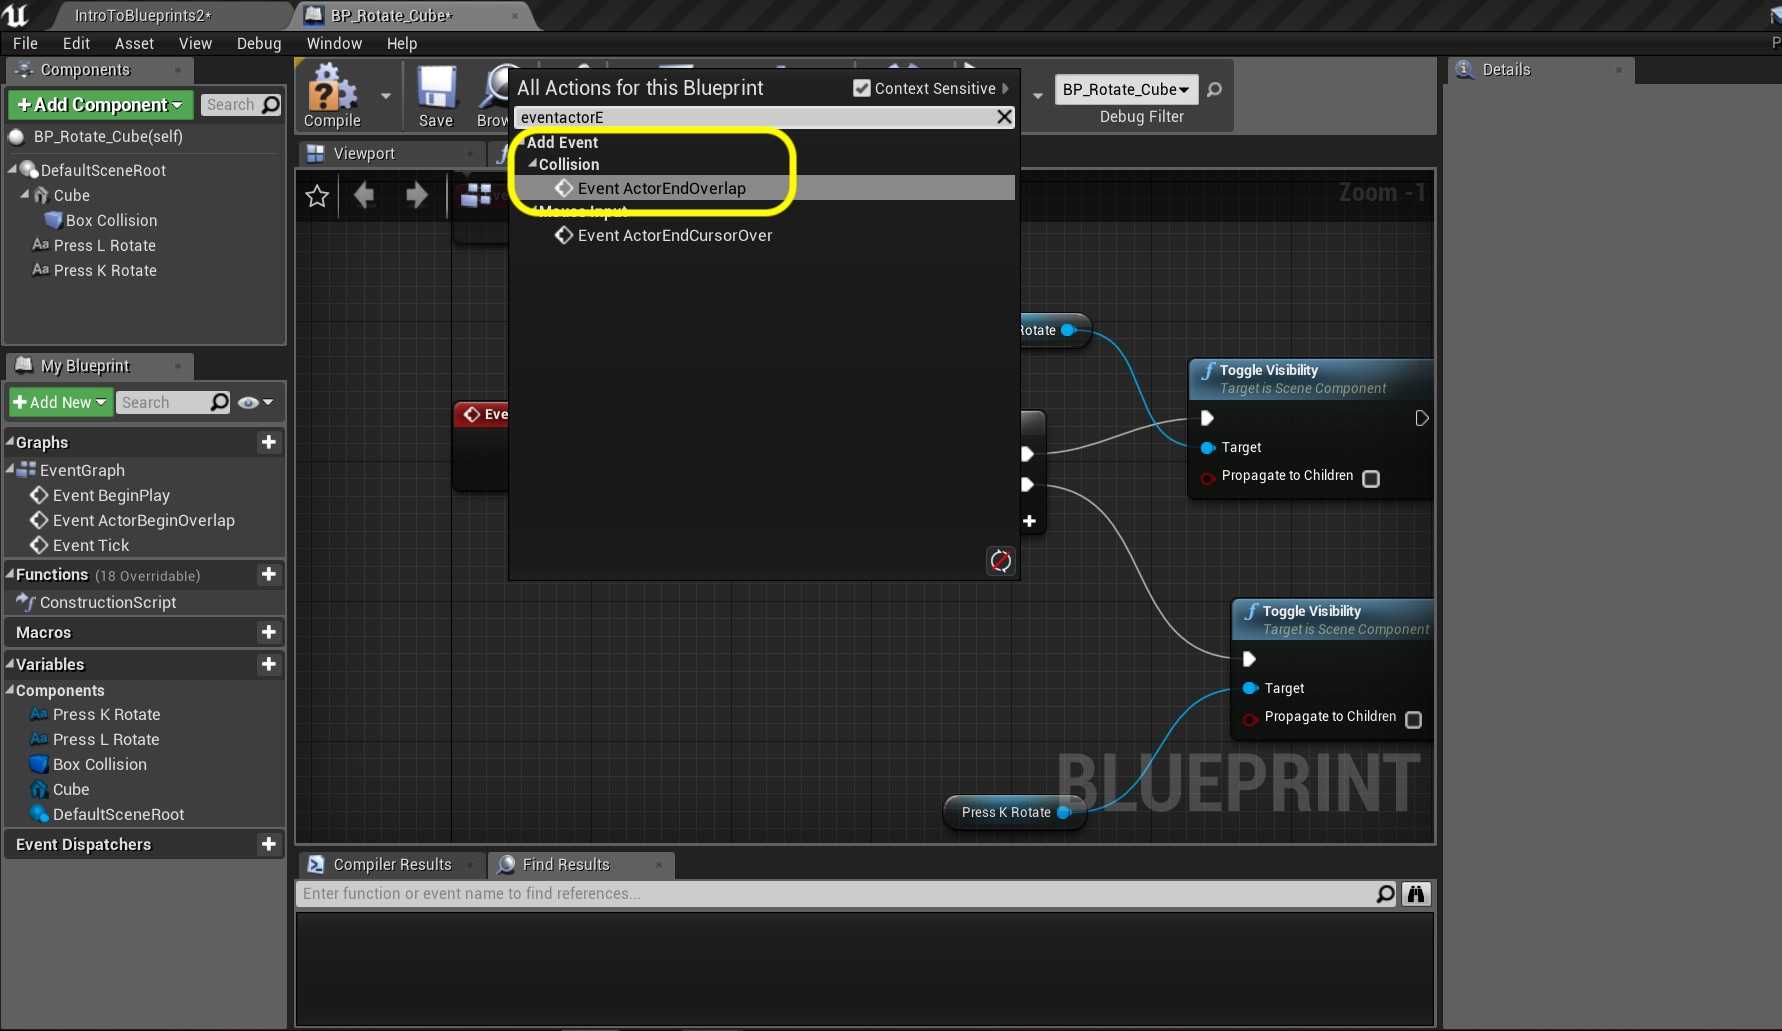 IntroToBlueprints2*
BP_Rotate_Cube*
File Edit Asset View Debug Window Help
Components
+Add Component
Search
BP_Rotate_Cube(self)
DefaultSceneRoot
Cube
Box Collision
Press L Rotate
Press K Rotate
My Blueprint
+Add New
Search
Graphs
EventGraph
Event BeginPlay
Event ActorBeginOverlap
Event Tick
Functions (18 Overridable)
ConstructionScript
Macros
Variables
Components
Press K Rotate
Press L Rotate
Box Collision
Cube
DefaultSceneRoot
Event Dispatchers
Compile
Save
Brow
BP_Rotate_Cube
Debug Filter
Viewport
All Actions for this Blueprint
Context Sensitive
eventactorE
Add Event
Collision
Event ActorEndOverlap
Mouse Input
Event ActorEndCursorOver
Zoom -1
Eve
Rotate
Toggle Visibility
Target is Scene Component
Target
Propagate to Children
Toggle Visibility
Target is Scene Component
Target
Propagate to Children
Press K Rotate
BLUEPRINT
Compiler Results
Find Results
Enter function or event name to find references...
Details